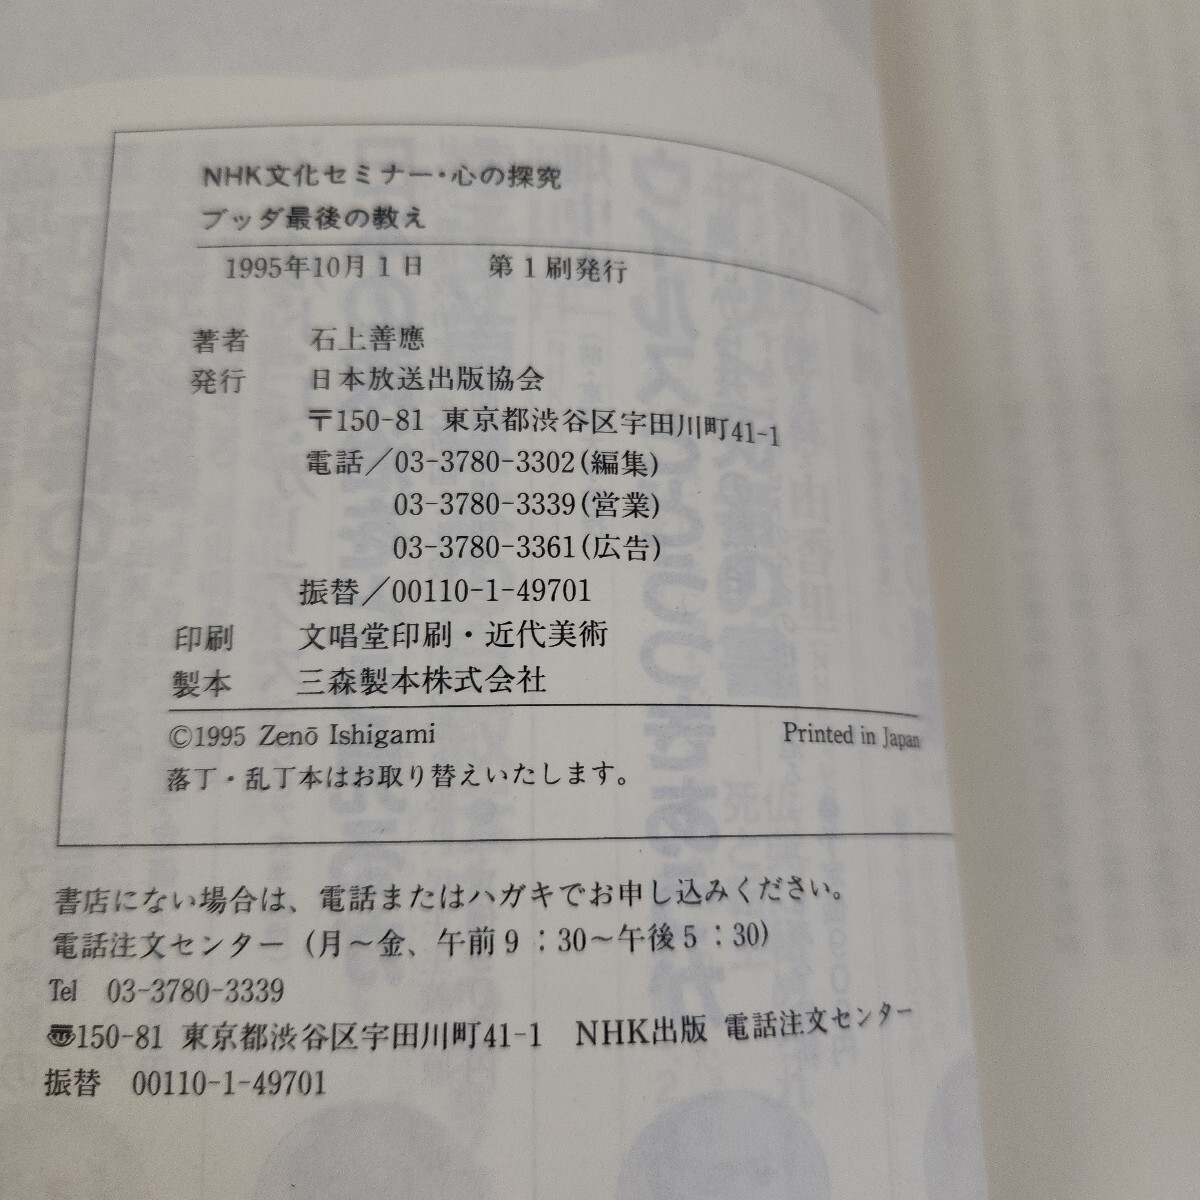 NHK文化セミナー・心の探究
ブッダ最後の教え
1995年10月1日　第1刷発行
著者　石上善應
発行　日本放送出版協会
〒150-81 東京都渋谷区宇田川町41-1
電話／03-3780-3302(編集)
03-3780-3339(営業)
03-3780-3361(広告)
振替／00110-1-49701
印刷　文唱堂印刷・近代美術
製本　三森製本株式会社
©1995 Zenō Ishigami　Printed in Japan
落丁・乱丁本はお取り替えいたします。
書店にない場合は、電話またはハガキでお申し込みください。
電話注文センター（月～金、午前9：30～午後5：30）
Tel　03-3780-3339
〠150-81 東京都渋谷区宇田川町41-1　NHK出版 電話注文センター
振替　00110-1-49701